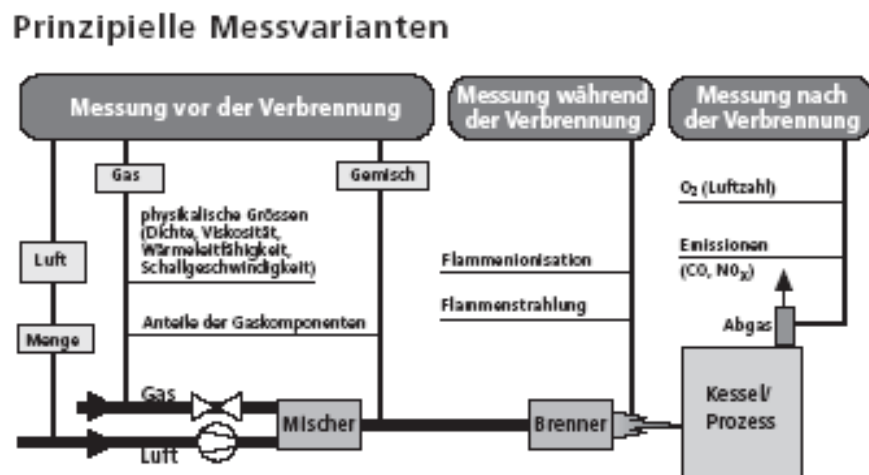 Prinzipielle Messvarianten
Messung vor der Verbrennung
Messung während
der Verbrennung
Messung nach
der Verbrennung
Gas
Gemisch
physikalische Grössen
(Dichte, Viskosität,
Wärmeleitfähigkeit,
Schallgeschwindigkeit)
Luft
Menge
Anteile der Gaskomponenten
Flammenionisation
Flammenstrahlung
O₂ (Luftzahl)
Emissionen
(CO, NOₓ)
Abgas
Gas
Luft
Mischer
Brenner
Kessel/
Prozess